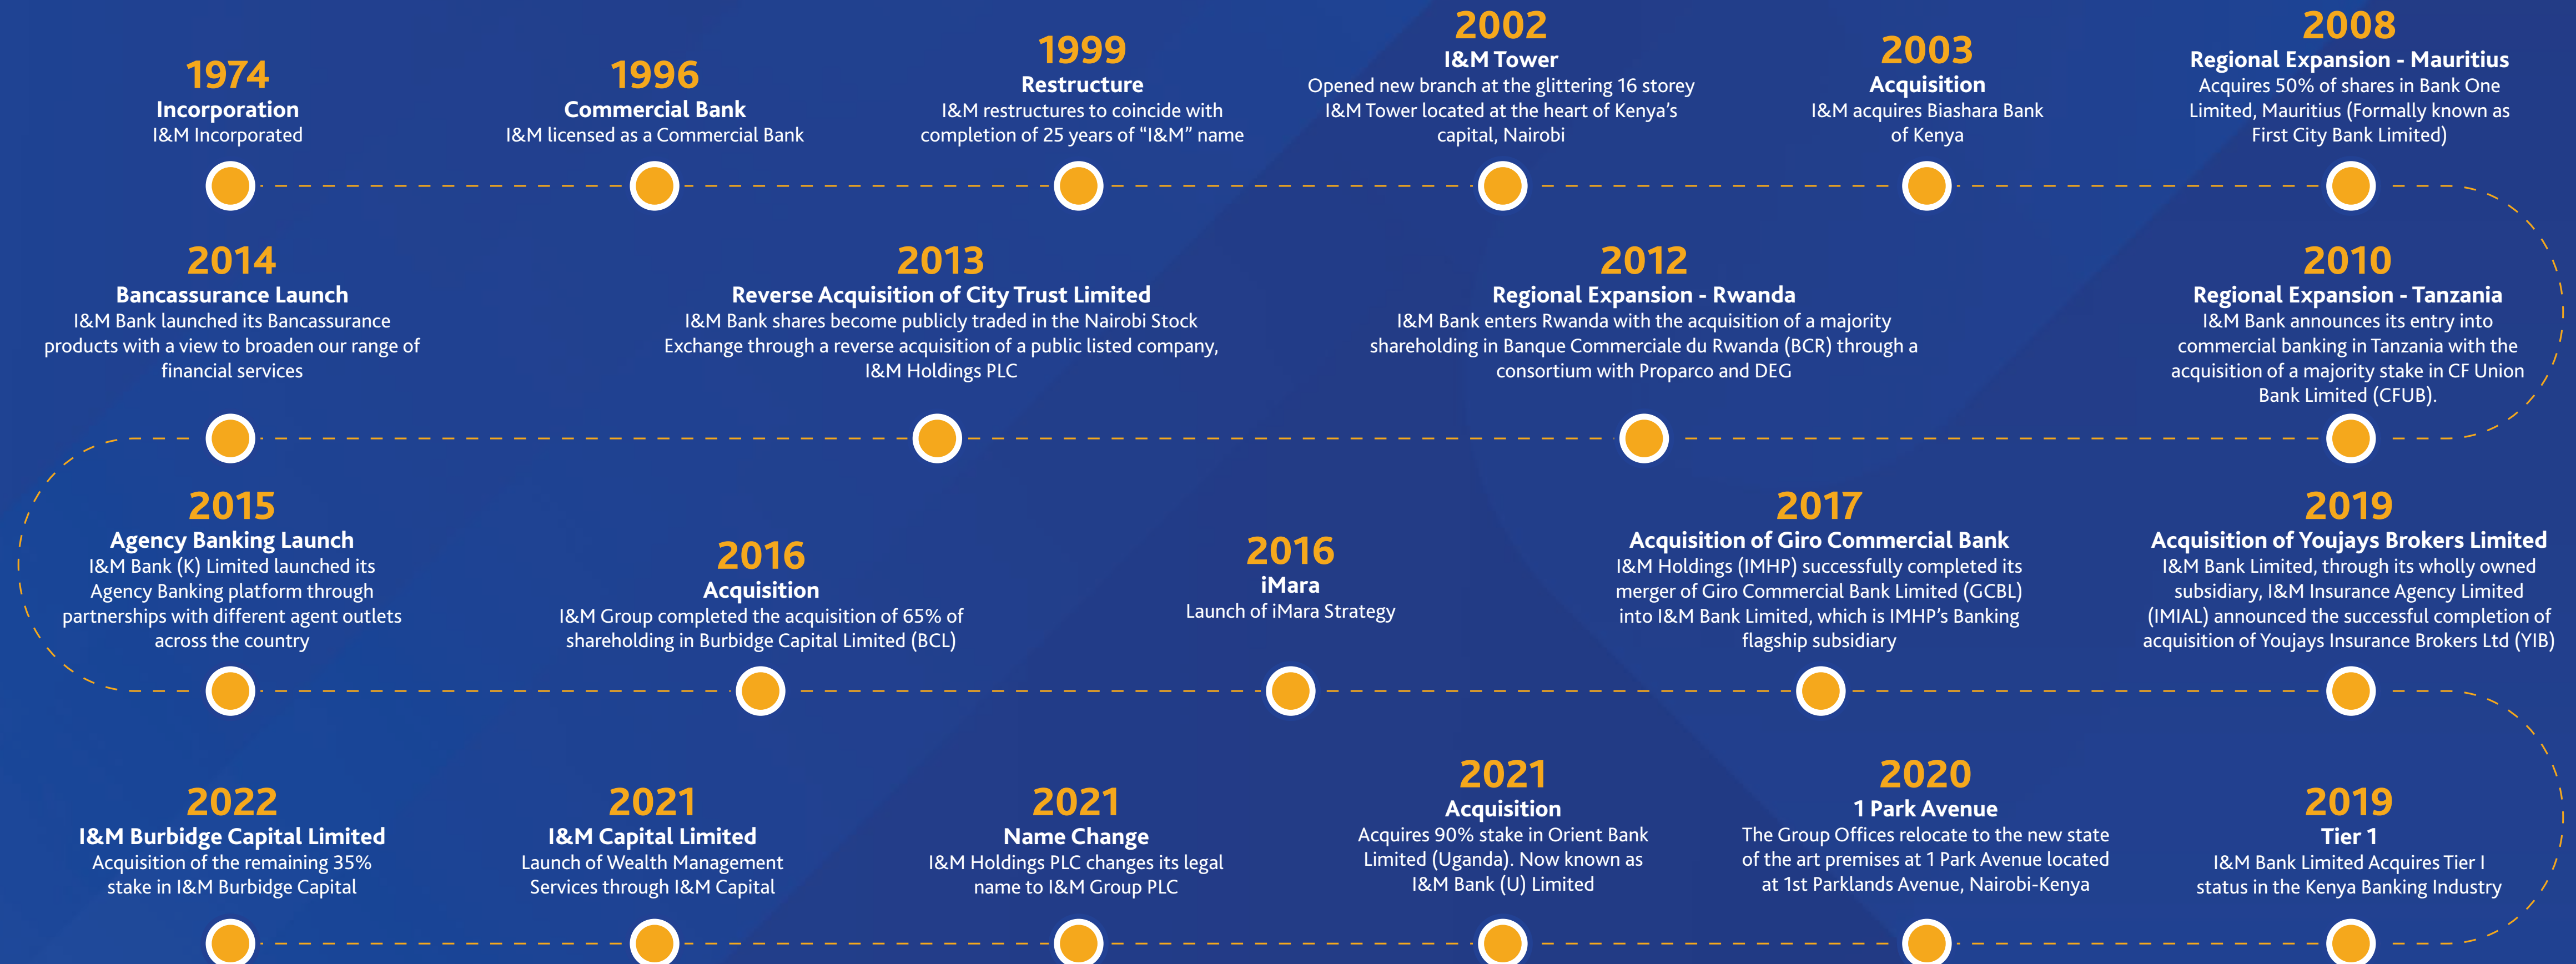 1974
Incorporation
I&M Incorporated
1996
Commercial Bank
I&M licensed as a Commercial Bank
1999
Restructure
I&M restructures to coincide with
completion of 25 years of “I&M” name
2002
I&M Tower
Opened new branch at the glittering 16 storey
I&M Tower located at the heart of Kenya’s
capital, Nairobi
2003
Acquisition
I&M acquires Biashara Bank
of Kenya
2008
Regional Expansion - Mauritius
Acquires 50% of shares in Bank One
Limited, Mauritius (Formally known as
First City Bank Limited)
2010
Regional Expansion - Tanzania
I&M Bank announces its entry into
commercial banking in Tanzania with the
acquisition of a majority stake in CF Union
Bank Limited (CFUB).
2012
Regional Expansion - Rwanda
I&M Bank enters Rwanda with the acquisition of a majority
shareholding in Banque Commerciale du Rwanda (BCR) through a
consortium with Proparco and DEG
2013
Reverse Acquisition of City Trust Limited
I&M Bank shares become publicly traded in the Nairobi Stock
Exchange through a reverse acquisition of a public listed company,
I&M Holdings PLC
2014
Bancassurance Launch
I&M Bank launched its Bancassurance
products with a view to broaden our range of
financial services
2015
Agency Banking Launch
I&M Bank (K) Limited launched its
Agency Banking platform through
partnerships with different agent outlets
across the country
2016
Acquisition
I&M Group completed the acquisition of 65% of
shareholding in Burbidge Capital Limited (BCL)
2016
iMara
Launch of iMara Strategy
2017
Acquisition of Giro Commercial Bank
I&M Holdings (IMHP) successfully completed its
merger of Giro Commercial Bank Limited (GCBL)
into I&M Bank Limited, which is IMHP’s Banking
flagship subsidiary
2019
Acquisition of Youjays Brokers Limited
I&M Bank Limited, through its wholly owned
subsidiary, I&M Insurance Agency Limited
(IMIAL) announced the successful completion of
acquisition of Youjays Insurance Brokers Ltd (YIB)
2019
Tier 1
I&M Bank Limited Acquires Tier I
status in the Kenya Banking Industry
2020
1 Park Avenue
The Group Offices relocate to the new state
of the art premises at 1 Park Avenue located
at 1st Parklands Avenue, Nairobi-Kenya
2021
Acquisition
Acquires 90% stake in Orient Bank
Limited (Uganda). Now known as
I&M Bank (U) Limited
2021
Name Change
I&M Holdings PLC changes its legal
name to I&M Group PLC
2021
I&M Capital Limited
Launch of Wealth Management
Services through I&M Capital
2022
I&M Burbidge Capital Limited
Acquisition of the remaining 35%
stake in I&M Burbidge Capital